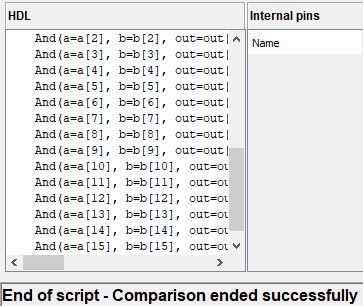 HDL
Internal pins
Name
And(a=a[2], b=b[2], out=out[
And(a=a[3], b=b[3], out=out[
And(a=a[4], b=b[4], out=out[
And(a=a[5], b=b[5], out=out[
And(a=a[6], b=b[6], out=out[
And(a=a[7], b=b[7], out=out[
And(a=a[8], b=b[8], out=out[
And(a=a[9], b=b[9], out=out[
And(a=a[10], b=b[10], out=ou
And(a=a[11], b=b[11], out=ou
And(a=a[12], b=b[12], out=ou
And(a=a[13], b=b[13], out=ou
And(a=a[14], b=b[14], out=ou
And(a=a[15], b=b[15], out=ou
End of script - Comparison ended successfully